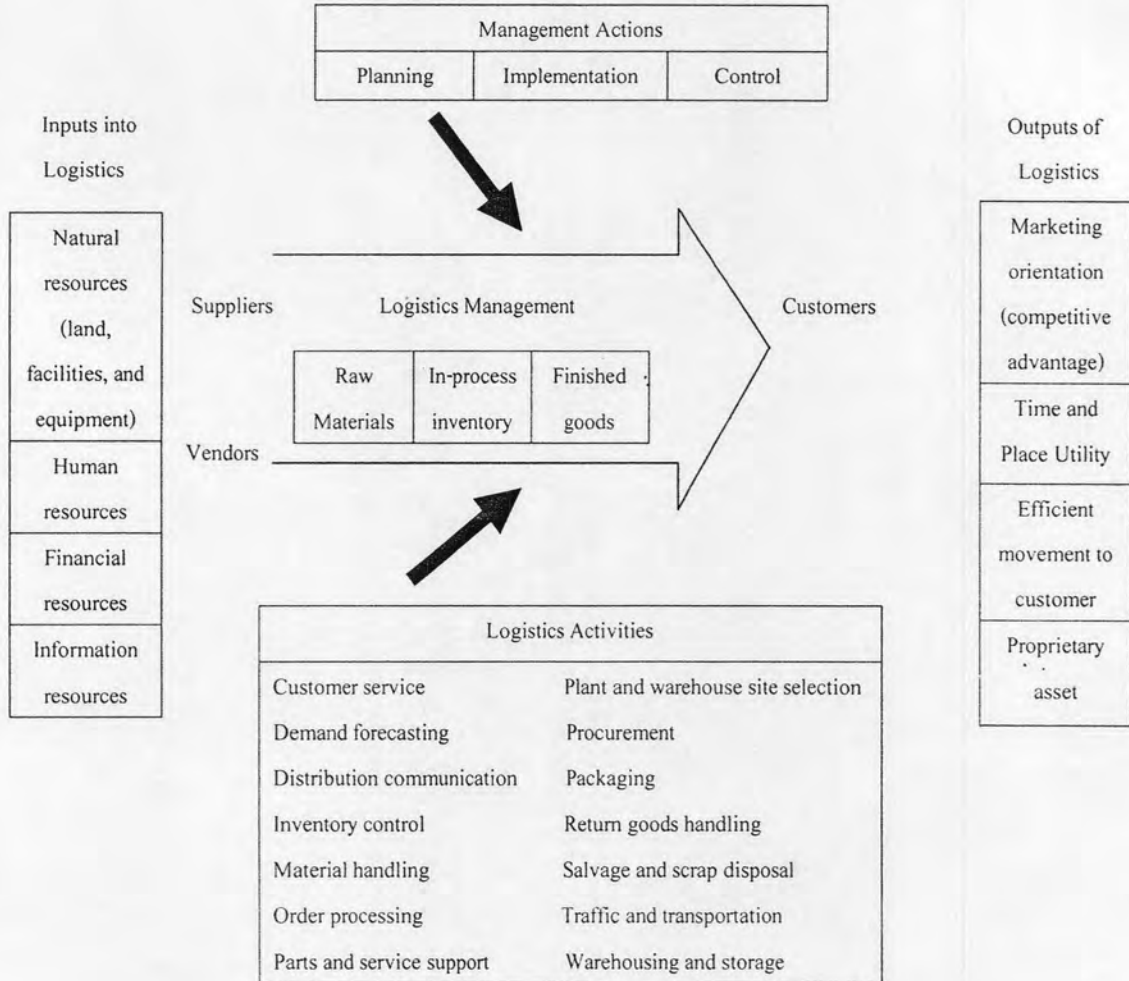 Management Actions
Planning Implementation Control
Inputs into
Logistics
Natural
resources
(land,
facilities, and
equipment)
Human
resources
Financial
resources
Information
resources
Suppliers
Vendors
Logistics Management
Raw
Materials
In-process
inventory
Finished
goods
Customers
Outputs of
Logistics
Marketing
orientation
(competitive
advantage)
Time and
Place Utility
Efficient
movement to
customer
Proprietary
asset
Logistics Activities
Customer service Plant and warehouse site selection
Demand forecasting Procurement
Distribution communication Packaging
Inventory control Return goods handling
Material handling Salvage and scrap disposal
Order processing Traffic and transportation
Parts and service support Warehousing and storage